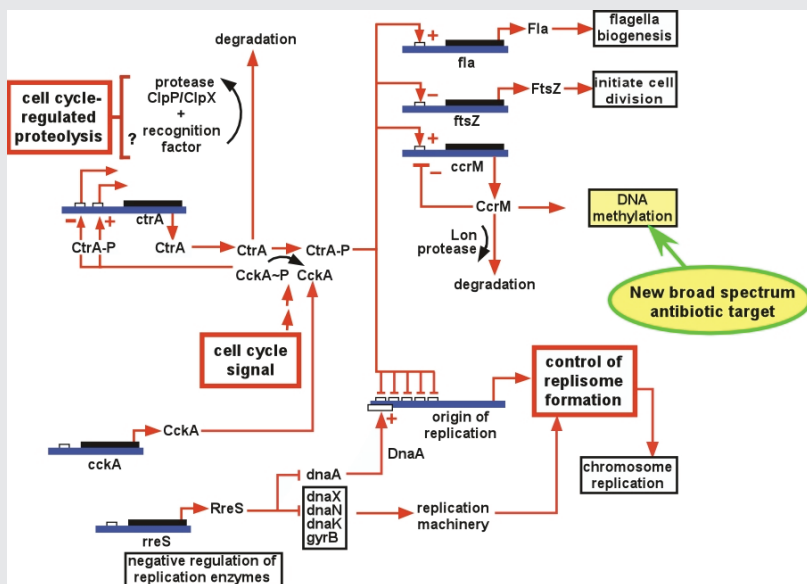 degradation
+
Fla
flagella
biogenesis
fla
cell cycle-
regulated
proteolysis
?
protease
ClpP/ClpX
+
recognition
factor
–
FtsZ
initiate cell
division
ftsZ
+
–
ccrM
ctrA
–
+
CtrA-P
CtrA
CtrA
CtrA-P
CckA~P
CckA
CcrM
DNA
methylation
Lon
protease
degradation
New broad spectrum
antibiotic target
cell cycle
signal
control of
replisome
formation
+
origin of
replication
DnaA
CckA
cckA
chromosome
replication
dnaA
RreS
dnaX
dnaN
dnaK
gyrB
replication
machinery
rreS
negative regulation of
replication enzymes